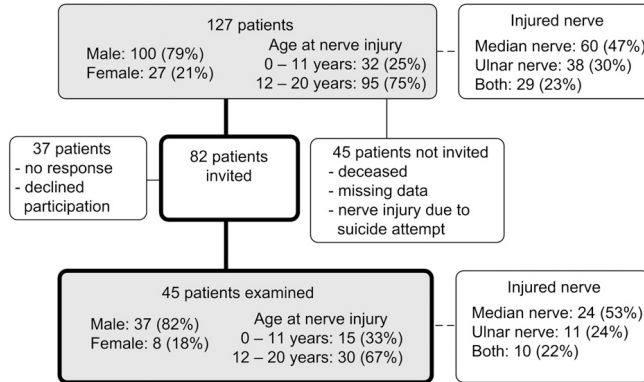 127 patients
Male: 100 (79%)
Female: 27 (21%)
Age at nerve injury
0 – 11 years: 32 (25%)
12 – 20 years: 95 (75%)
Injured nerve
Median nerve: 60 (47%)
Ulnar nerve: 38 (30%)
Both: 29 (23%)
37 patients
- no response
- declined
participation
82 patients
invited
45 patients not invited
- deceased
- missing data
- nerve injury due to
suicide attempt
45 patients examined
Male: 37 (82%)
Female: 8 (18%)
Age at nerve injury
0 – 11 years: 15 (33%)
12 – 20 years: 30 (67%)
Injured nerve
Median nerve: 24 (53%)
Ulnar nerve: 11 (24%)
Both: 10 (22%)